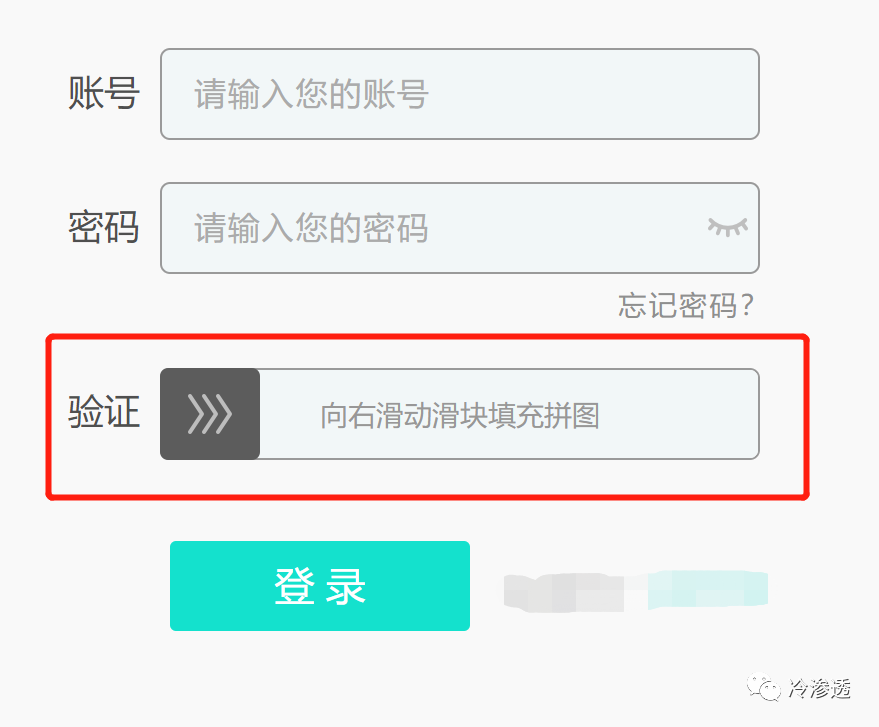 账号 请输入您的账号
密码 请输入您的密码
忘记密码?
验证 向右滑动滑块填充拼图
登录
冷渗透